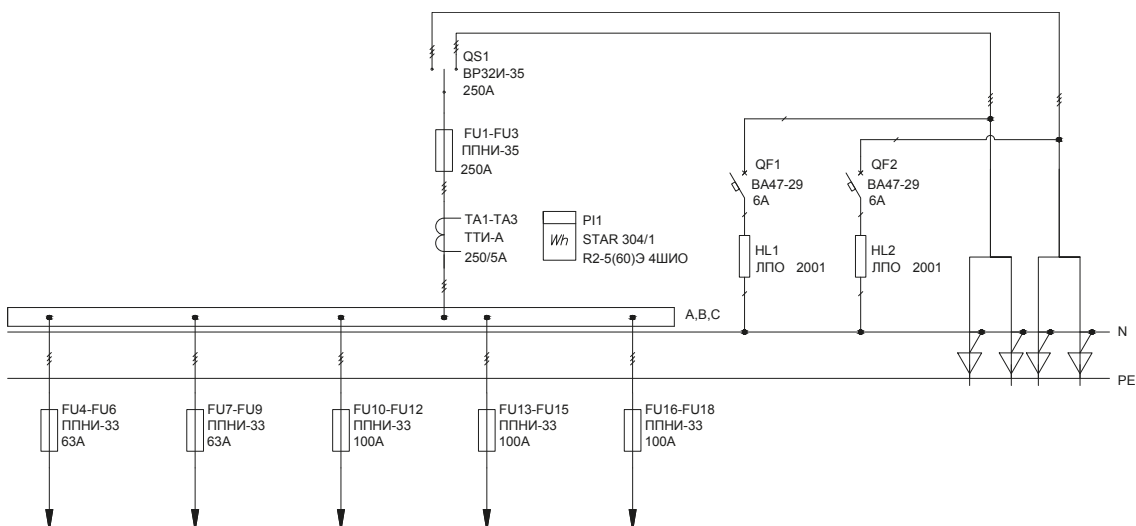 QS1
ВР32И-35
250А
FU1-FU3
ППНИ-35
250А
TA1-TA3
ТТИ-А
250/5А
Wh
PI1
STAR 304/1
R2-5(60)Э 4ШИО
QF1
ВА47-29
6А
QF2
ВА47-29
6А
HL1
ЛПО 2001
HL2
ЛПО 2001
A,B,C
N
PE
FU4-FU6
ППНИ-33
63А
FU7-FU9
ППНИ-33
63А
FU10-FU12
ППНИ-33
100А
FU13-FU15
ППНИ-33
100А
FU16-FU18
ППНИ-33
100А